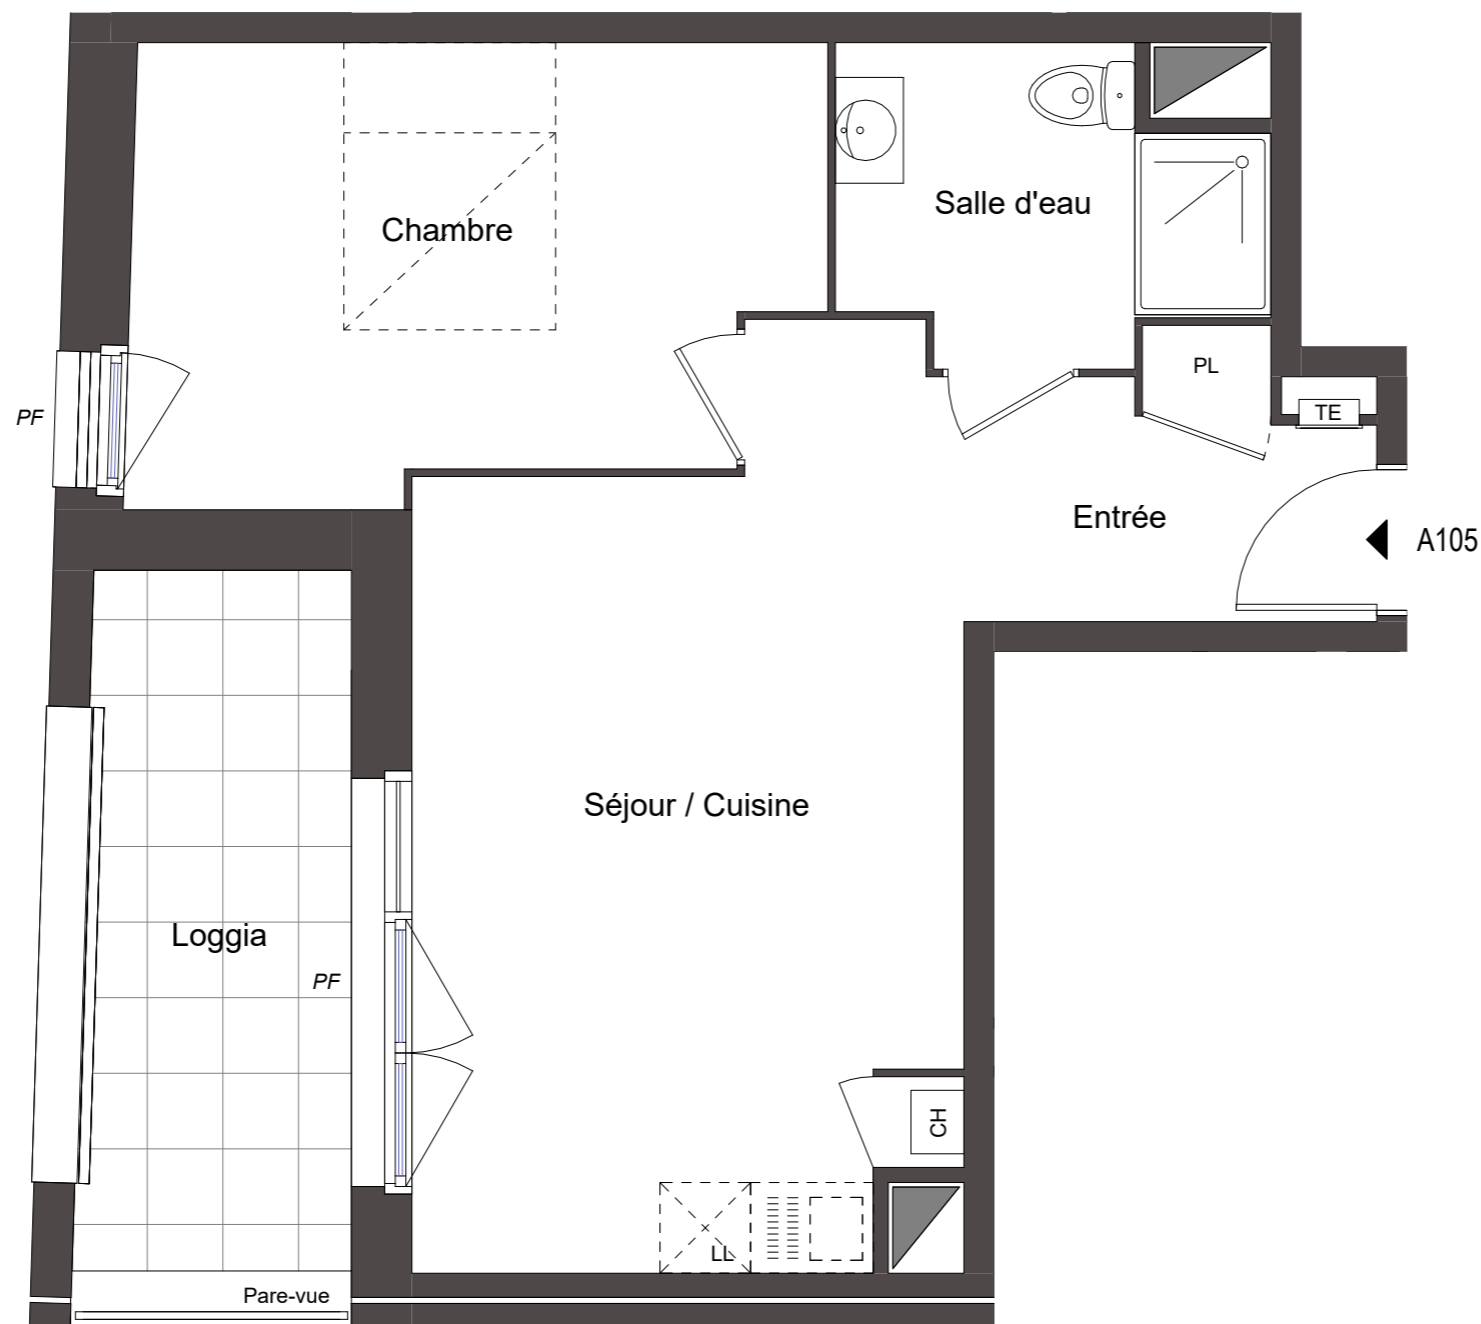 Chambre
Salle d'eau
PL
TE
PF
Entrée
A105
Séjour / Cuisine
Loggia
PF
CH
LL
Pare-vue